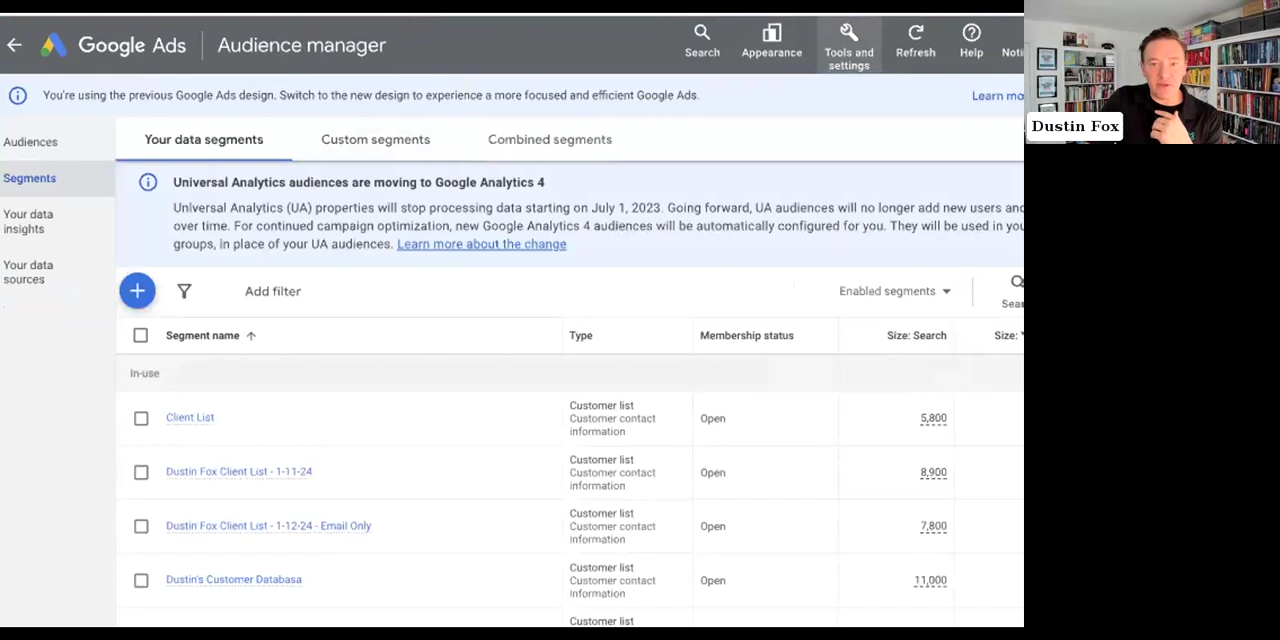 Google Ads
Audience manager
Search
Appearance
Tools and
settings
Refresh
Help
Noti
You're using the previous Google Ads design. Switch to the new design to experience a more focused and efficient Google Ads.
Learn mo
Dustin Fox
Audiences
Segments
Your data
insights
Your data
sources
Your data segments
Custom segments
Combined segments
Universal Analytics audiences are moving to Google Analytics 4
Universal Analytics (UA) properties will stop processing data starting on July 1, 2023. Going forward, UA audiences will no longer add new users and
over time. For continued campaign optimization, new Google Analytics 4 audiences will be automatically configured for you. They will be used in you
groups, in place of your UA audiences. Learn more about the change
Add filter
Enabled segments
Sear
Segment name
Type
Membership status
Size: Search
Size: Y
In-use
Client List
Customer list
Customer contact
information
Open
5,800
Dustin Fox Client List - 1-11-24
Customer list
Customer contact
information
Open
8,900
Dustin Fox Client List - 1-12-24 - Email Only
Customer list
Customer contact
information
Open
7,800
Dustin's Customer Databasa
Customer list
Customer contact
information
Open
11,000
Customer list